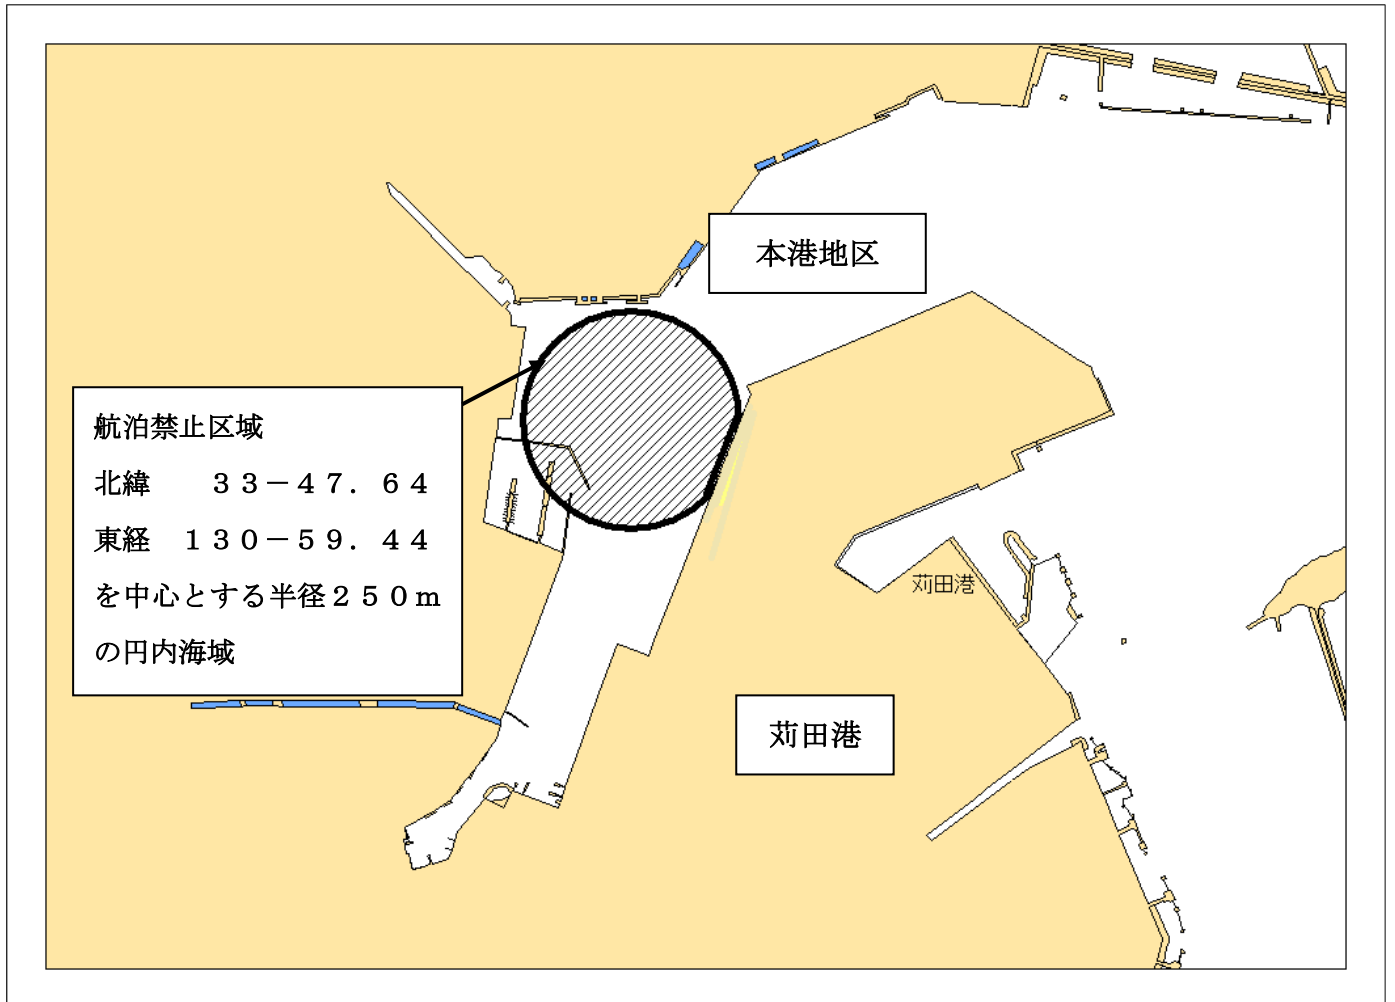 本港地区
航泊禁止区域
北緯　　３３－４７．６４
東経　１３０－５９．４４
を中心とする半径２５０ｍ
の円内海域
苅田港
苅田港